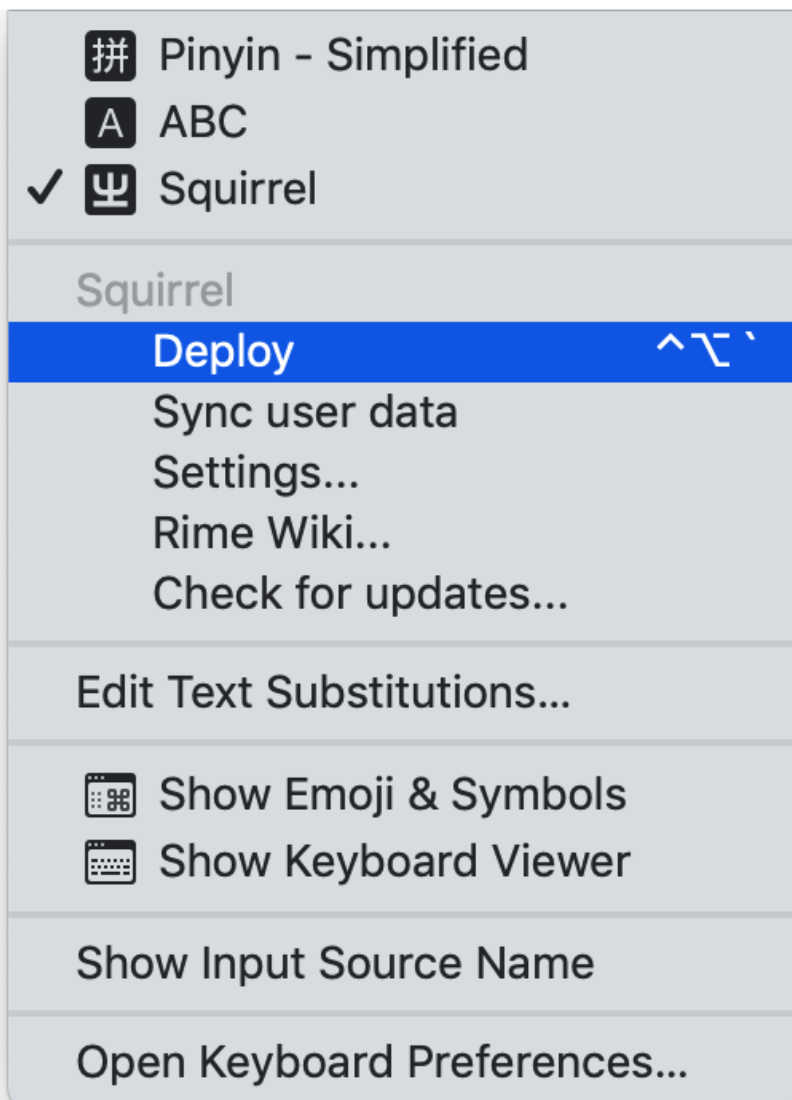 拼 Pinyin - Simplified
A ABC
✓ Squirrel
Squirrel
Deploy ^⌥`
Sync user data
Settings...
Rime Wiki...
Check for updates...
Edit Text Substitutions...
Show Emoji & Symbols
Show Keyboard Viewer
Show Input Source Name
Open Keyboard Preferences...